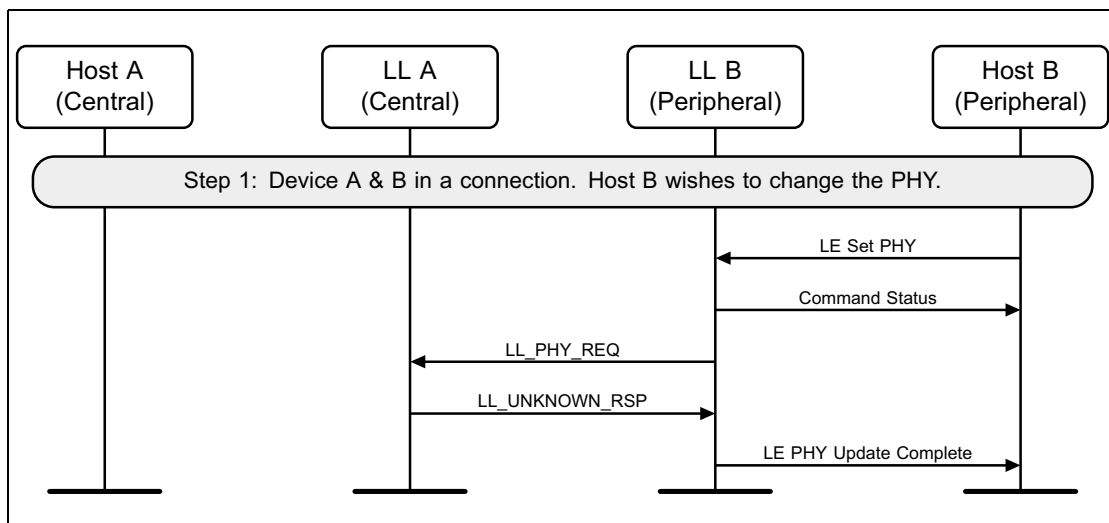 Host A
(Central)
LL A
(Central)
LL B
(Peripheral)
Host B
(Peripheral)
Step 1: Device A & B in a connection. Host B wishes to change the PHY.
LE Set PHY
Command Status
LL_PHY_REQ
LL_UNKNOWN_RSP
LE PHY Update Complete